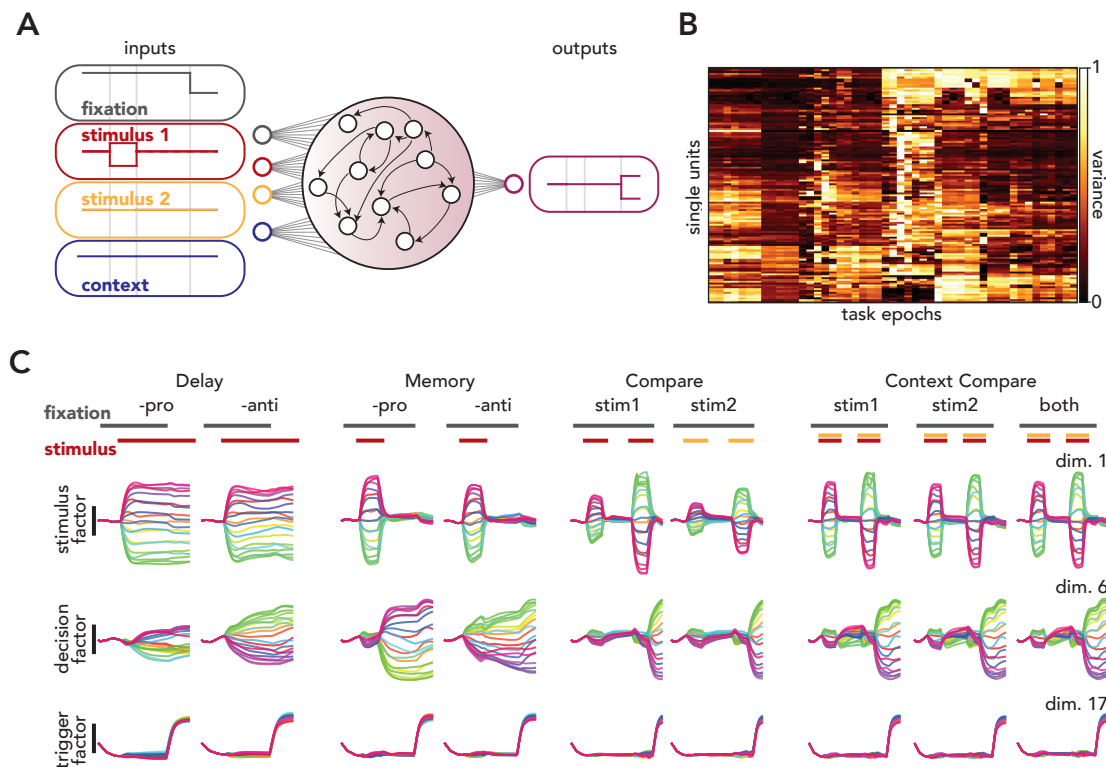 A
inputs
outputs
fixation
stimulus 1
stimulus 2
context
B
1
variance
0
single units
task epochs
C
Delay Memory Compare Context Compare
fixation -pro -anti -pro -anti stim1 stim2 stim1 stim2 both
stimulus
dim. 1
stimulus
factor
dim. 6
decision
factor
dim. 17
trigger
factor